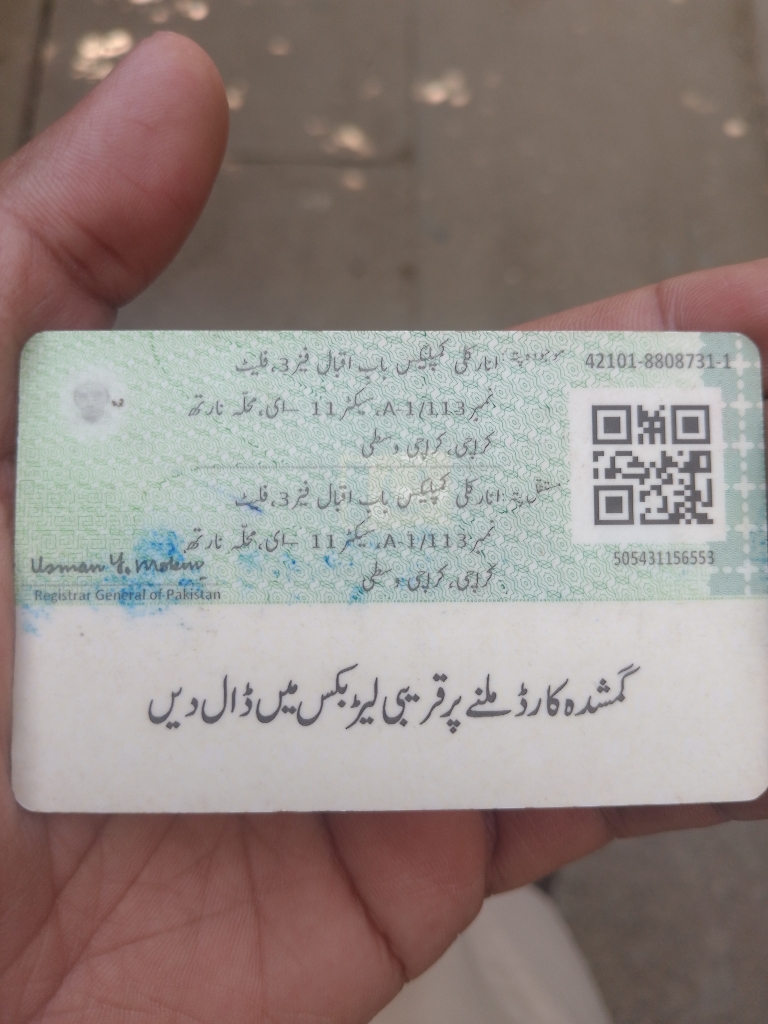 42101-8808731-1
موجودہ پتہ: انار کلی کمپلیکس باب اقبال فیز 3، فلیٹ
نمبر A-1/113، سیکٹر 11 -ای، محلّہ نارتھ
کراچی، کراچی وسطی
مستقل پتہ: انار کلی کمپلیکس باب اقبال فیز 3، فلیٹ
نمبر A-1/113، سیکٹر 11 -ای، محلّہ نارتھ
کراچی، کراچی وسطی
505431156553
Usman Y. Mobin
Registrar General of Pakistan
گمشدہ کارڈ ملنے پر قریبی لیٹر بکس میں ڈال دیں